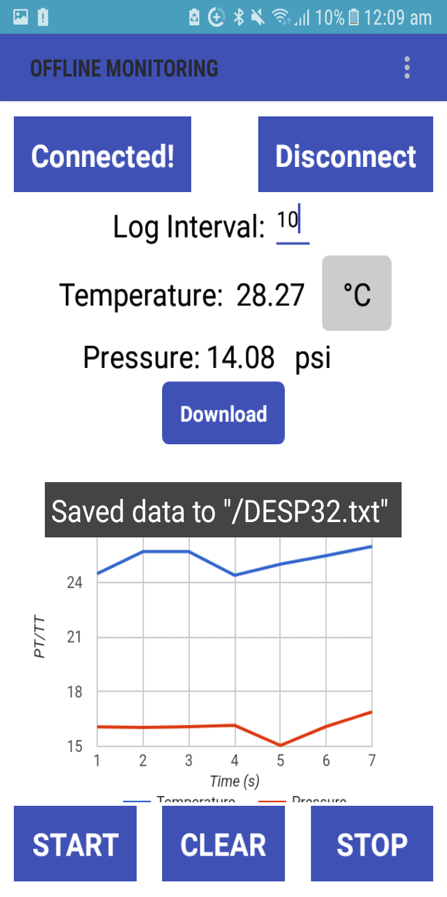 10% 12:09 am
OFFLINE MONITORING
Connected! Disconnect
Log Interval: 10
Temperature: 28.27 °C
Pressure: 14.08 psi
Download
Saved data to "/DESP32.txt"
24
21
18
15
PT/TT
1 2 3 4 5 6 7
Time (s)
Temperature Pressure
START CLEAR STOP